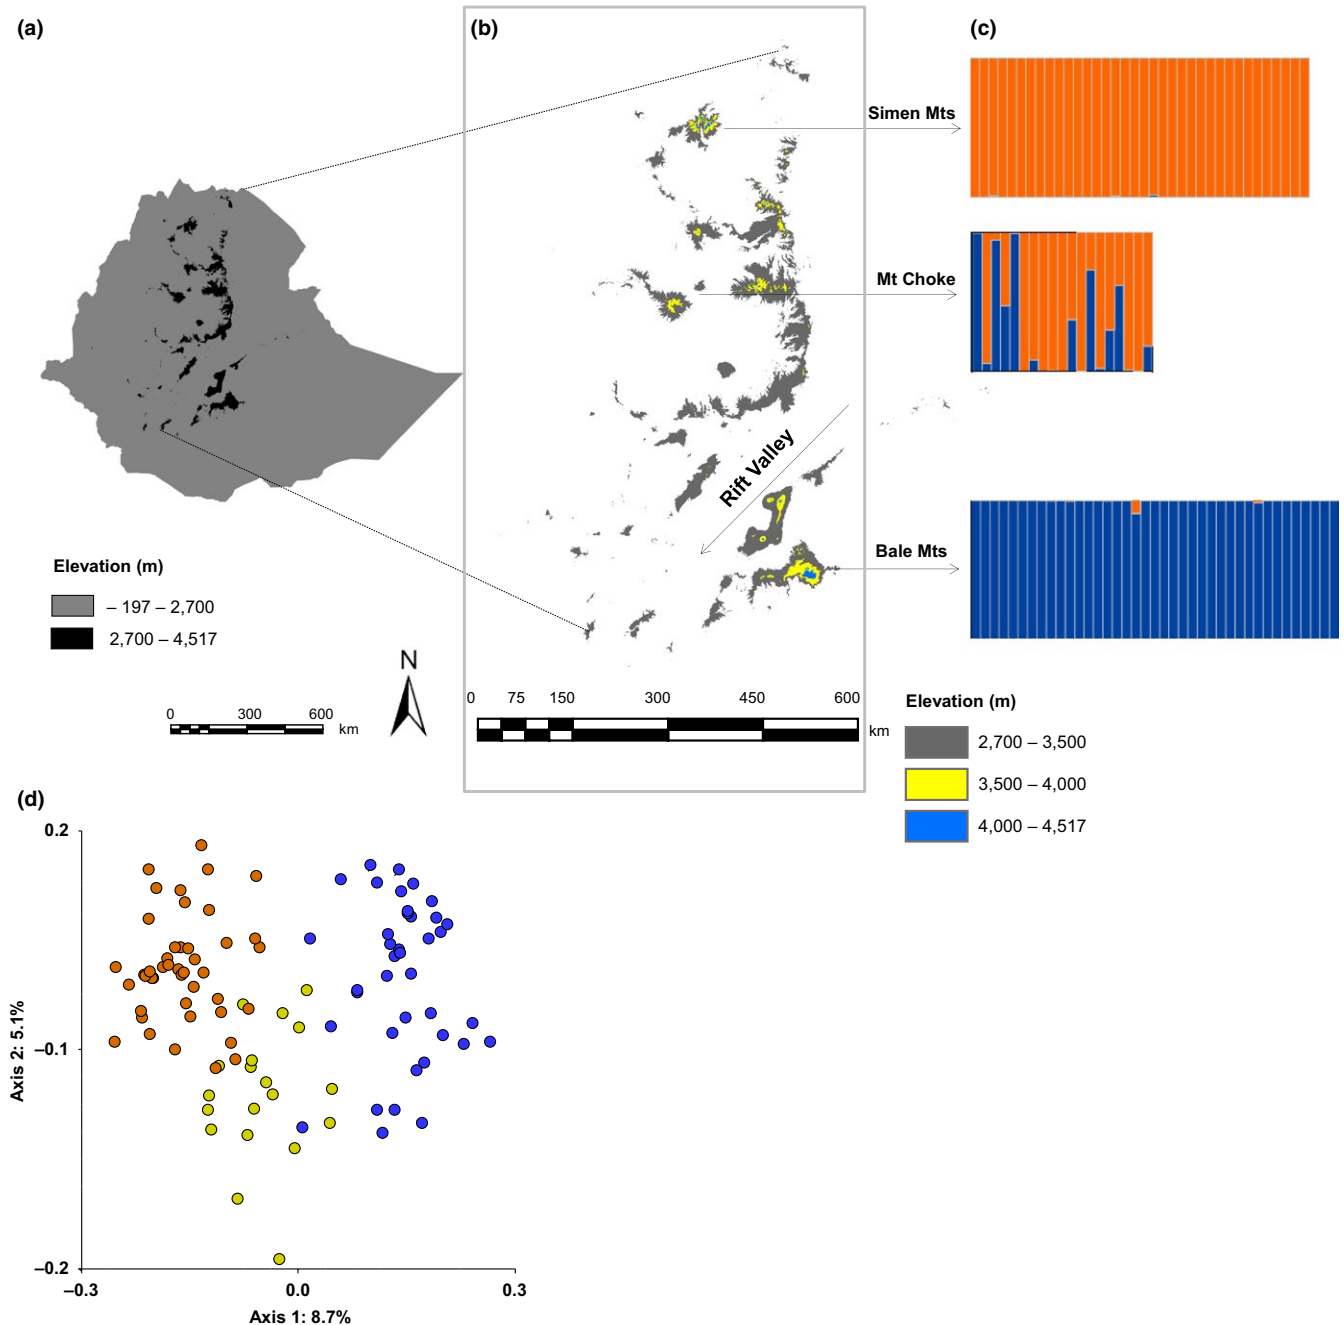 (a)
(b)
(c)
Simen Mts
Mt Choke
Rift Valley
Bale Mts
Elevation (m)
– 197 – 2,700
2,700 – 4,517
N
0 300 600
km
0 75 150 300 450 600
km
Elevation (m)
2,700 – 3,500
3,500 – 4,000
4,000 – 4,517
(d)
0.2
–0.1
–0.2
Axis 2: 5.1%
–0.3 0.0 0.3
Axis 1: 8.7%